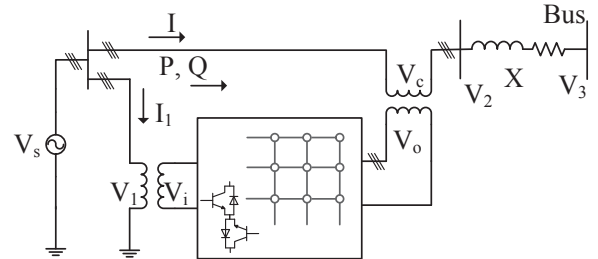 I
P, Q
Bus
V_c
V_2
X
V_3
I_1
V_o
V_s
V_1
V_i